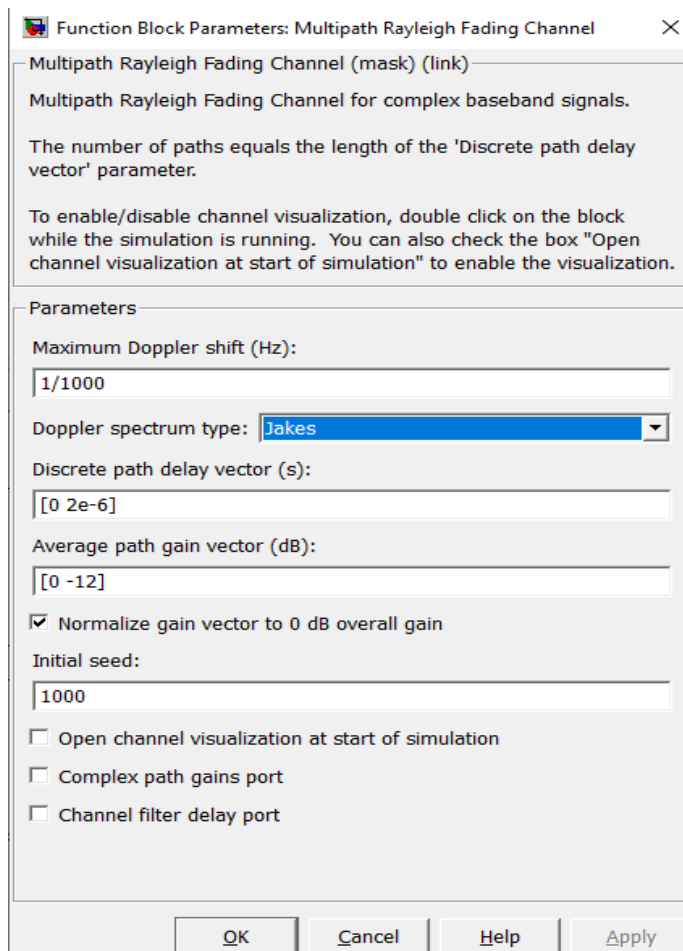 Function Block Parameters: Multipath Rayleigh Fading Channel
Multipath Rayleigh Fading Channel (mask) (link)
Multipath Rayleigh Fading Channel for complex baseband signals.
The number of paths equals the length of the 'Discrete path delay
vector' parameter.
To enable/disable channel visualization, double click on the block
while the simulation is running.  You can also check the box "Open
channel visualization at start of simulation" to enable the visualization.
Parameters
Maximum Doppler shift (Hz):
1/1000
Doppler spectrum type: Jakes
Discrete path delay vector (s):
[0 2e-6]
Average path gain vector (dB):
[0 -12]
Normalize gain vector to 0 dB overall gain
Initial seed:
1000
Open channel visualization at start of simulation
Complex path gains port
Channel filter delay port
OK Cancel Help Apply